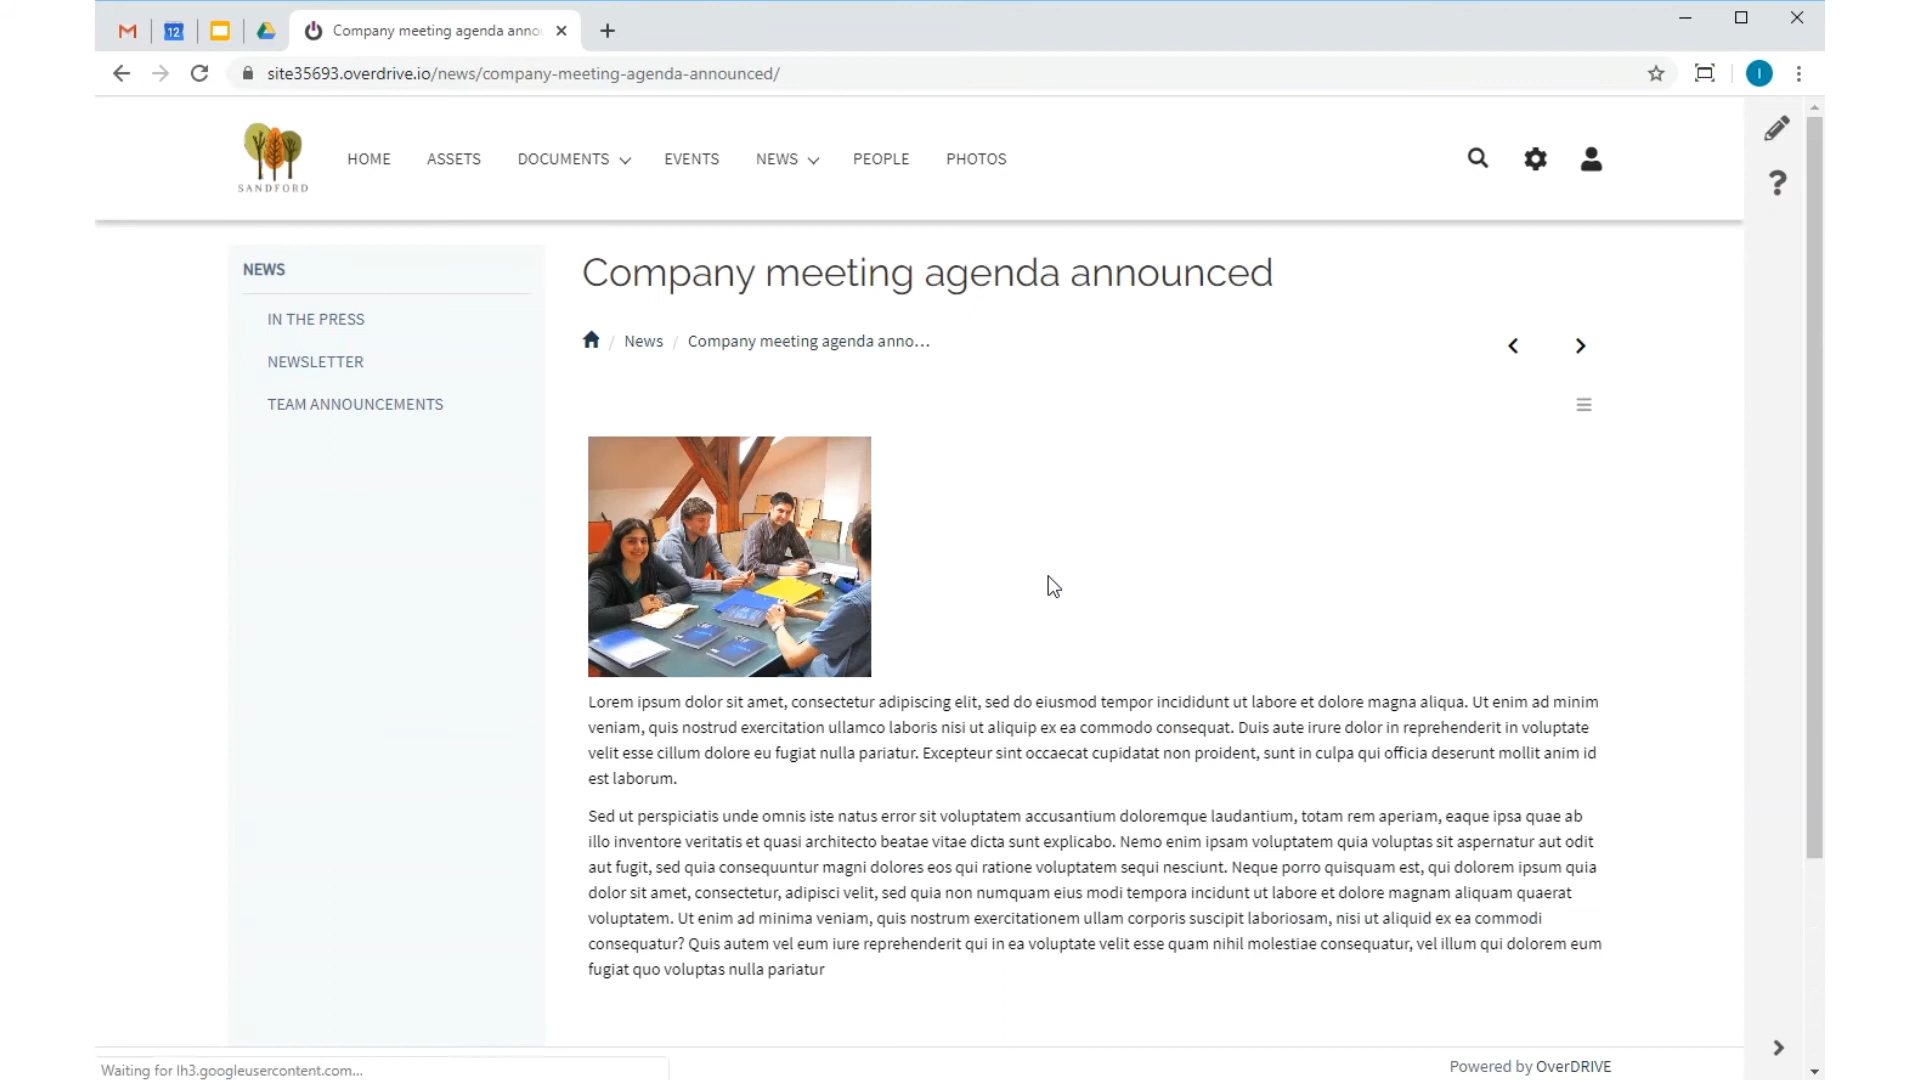 12
Company meeting agenda anno
site35693.overdrive.io/news/company-meeting-agenda-announced/
I
SANDFORD
HOME
ASSETS
DOCUMENTS
EVENTS
NEWS
PEOPLE
PHOTOS
NEWS
IN THE PRESS
NEWSLETTER
TEAM ANNOUNCEMENTS
Company meeting agenda announced
/ News / Company meeting agenda anno...
Lorem ipsum dolor sit amet, consectetur adipiscing elit, sed do eiusmod tempor incididunt ut labore et dolore magna aliqua. Ut enim ad minim
veniam, quis nostrud exercitation ullamco laboris nisi ut aliquip ex ea commodo consequat. Duis aute irure dolor in reprehenderit in voluptate
velit esse cillum dolore eu fugiat nulla pariatur. Excepteur sint occaecat cupidatat non proident, sunt in culpa qui officia deserunt mollit anim id
est laborum.
Sed ut perspiciatis unde omnis iste natus error sit voluptatem accusantium doloremque laudantium, totam rem aperiam, eaque ipsa quae ab
illo inventore veritatis et quasi architecto beatae vitae dicta sunt explicabo. Nemo enim ipsam voluptatem quia voluptas sit aspernatur aut odit
aut fugit, sed quia consequuntur magni dolores eos qui ratione voluptatem sequi nesciunt. Neque porro quisquam est, qui dolorem ipsum quia
dolor sit amet, consectetur, adipisci velit, sed quia non numquam eius modi tempora incidunt ut labore et dolore magnam aliquam quaerat
voluptatem. Ut enim ad minima veniam, quis nostrum exercitationem ullam corporis suscipit laboriosam, nisi ut aliquid ex ea commodi
consequatur? Quis autem vel eum iure reprehenderit qui in ea voluptate velit esse quam nihil molestiae consequatur, vel illum qui dolorem eum
fugiat quo voluptas nulla pariatur
Waiting for lh3.googleusercontent.com...
Powered by OverDRIVE